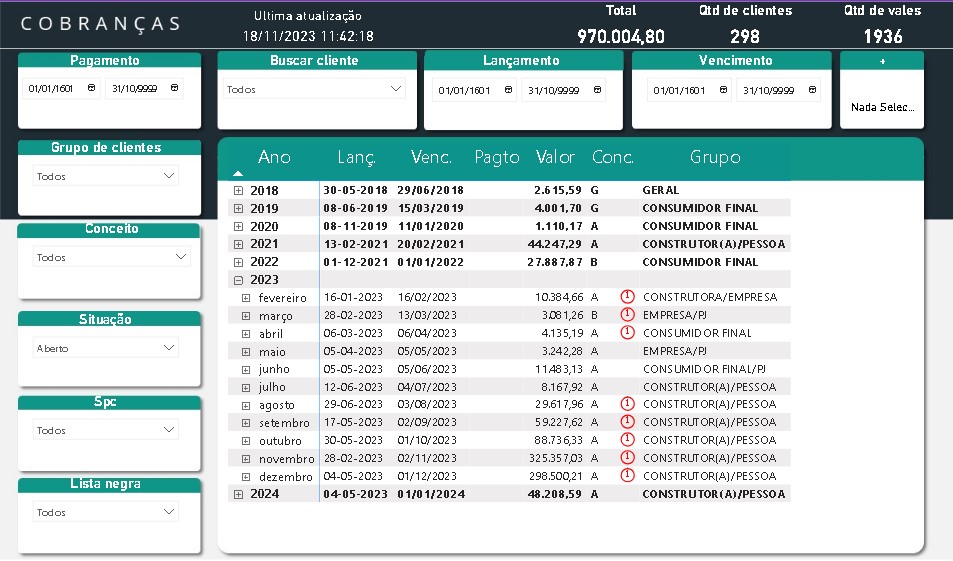 COBRANÇAS
Ultima atualização
18/11/2023 11:42:18
Total
970.004,80
Qtd de clientes
298
Qtd de vales
1936
Pagamento
01/01/1601 31/10/9999
Buscar cliente
Todos
Lançamento
01/01/1601 31/10/9999
Vencimento
01/01/1601 31/10/9999
+
Nada Selec...
Grupo de clientes
Todos
Conceito
Todos
Situação
Aberto
Spc
Todos
Lista negra
Todos
Ano Lanç. Venc. Pagto Valor Conc. Grupo
2018 30-05-2018 29/06/2018 2.615,59 G GERAL
2019 08-06-2019 15/03/2019 4.001,70 G CONSUMIDOR FINAL
2020 08-11-2019 11/01/2020 1.110,17 A CONSUMIDOR FINAL
2021 13-02-2021 20/02/2021 44.247,29 A CONSTRUTOR(A)/PESSOA
2022 01-12-2021 01/01/2022 27.887,87 B CONSUMIDOR FINAL
2023
fevereiro 16-01-2023 16/02/2023 10.384,66 A 1 CONSTRUTORA/EMPRESA
março 28-02-2023 13/03/2023 3.081,26 B 1 EMPRESA/PJ
abril 06-03-2023 06/04/2023 4.135,19 A 1 CONSUMIDOR FINAL
maio 05-04-2023 05/05/2023 3.242,28 A EMPRESA/PJ
junho 05-05-2023 05/06/2023 11.483,13 A CONSUMIDOR FINAL/PJ
julho 12-06-2023 04/07/2023 8.167,92 A CONSTRUTOR(A)/PESSOA
agosto 29-06-2023 03/08/2023 29.617,96 A 1 CONSTRUTOR(A)/PESSOA
setembro 17-05-2023 02/09/2023 59.227,62 A 1 CONSTRUTOR(A)/PESSOA
outubro 30-05-2023 01/10/2023 88.736,33 A 1 CONSTRUTOR(A)/PESSOA
novembro 28-02-2023 02/11/2023 325.357,03 A 1 CONSTRUTOR(A)/PESSOA
dezembro 04-05-2023 01/12/2023 298.500,21 A 1 CONSTRUTOR(A)/PESSOA
2024 04-05-2023 01/01/2024 48.208,59 A CONSTRUTOR(A)/PESSOA